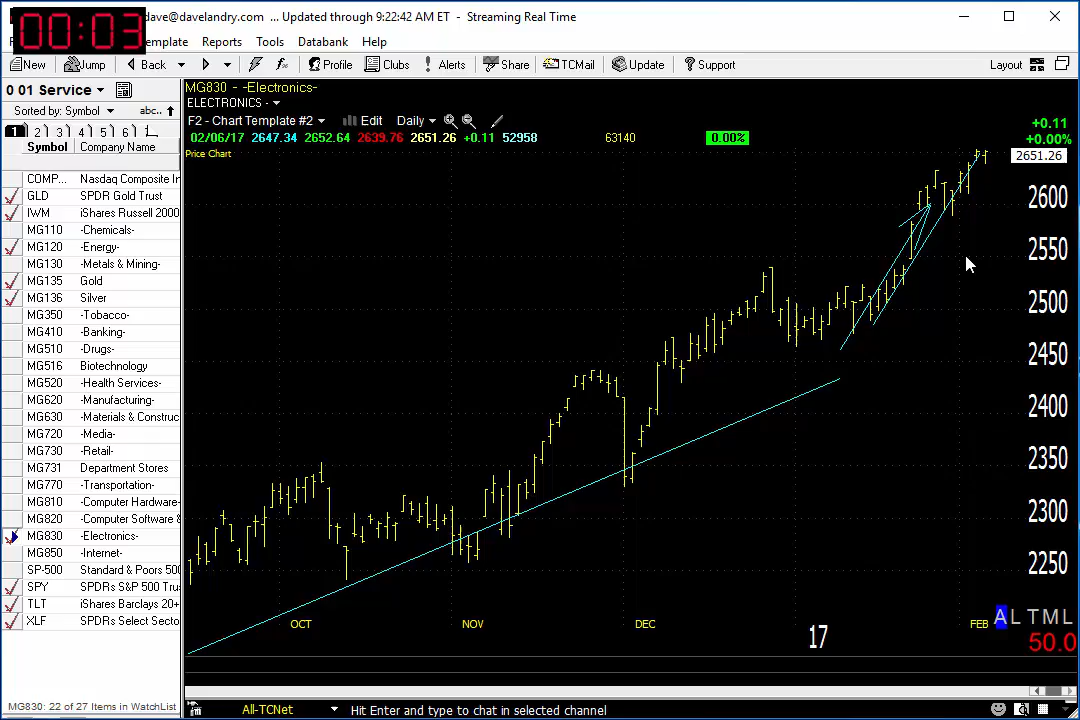 00:03
dave@davelandry.com ... Updated through 9:22:42 AM ET - Streaming Real Time
emplate Reports Tools Databank Help
New Jump Back Profile Clubs Alerts Share TCMail Update Support Layout
0 01 Service
Sorted by: Symbol abc..
1 2 3 4 5 6
Symbol Company Name
COMP... Nasdaq Composite In
GLD SPDR Gold Trust
IWM iShares Russell 2000
MG110 -Chemicals-
MG120 -Energy-
MG130 -Metals & Mining-
MG135 Gold
MG136 Silver
MG350 -Tobacco-
MG410 -Banking-
MG510 -Drugs-
MG516 Biotechnology
MG520 -Health Services-
MG620 -Manufacturing-
MG630 -Materials & Construc
MG720 -Media-
MG730 -Retail-
MG731 Department Stores
MG770 -Transportation-
MG810 -Computer Hardware-
MG820 -Computer Software &
MG830 -Electronics-
MG850 -Internet-
SP-500 Standard & Poors 500
SPY SPDRs S&P 500 Trus
TLT iShares Barclays 20+
XLF SPDRs Select Secto
MG830: 22 of 27 Items in WatchList
MG830 - -Electronics-
ELECTRONICS -
F2 - Chart Template #2 Edit Daily
02/06/17 2647.34 2652.64 2639.76 2651.26 +0.11 52958 63140 0.00%
Price Chart
+0.11
+0.00%
2651.26
2600
2550
2500
2450
2400
2350
2300
2250
OCT NOV DEC 17 FEB
A L T M L
50.0
All-TCNet Hit Enter and type to chat in selected channel